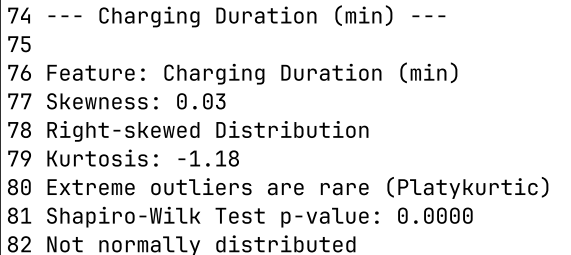 74 --- Charging Duration (min) ---
75
76 Feature: Charging Duration (min)
77 Skewness: 0.03
78 Right-skewed Distribution
79 Kurtosis: -1.18
80 Extreme outliers are rare (Platykurtic)
81 Shapiro-Wilk Test p-value: 0.0000
82 Not normally distributed